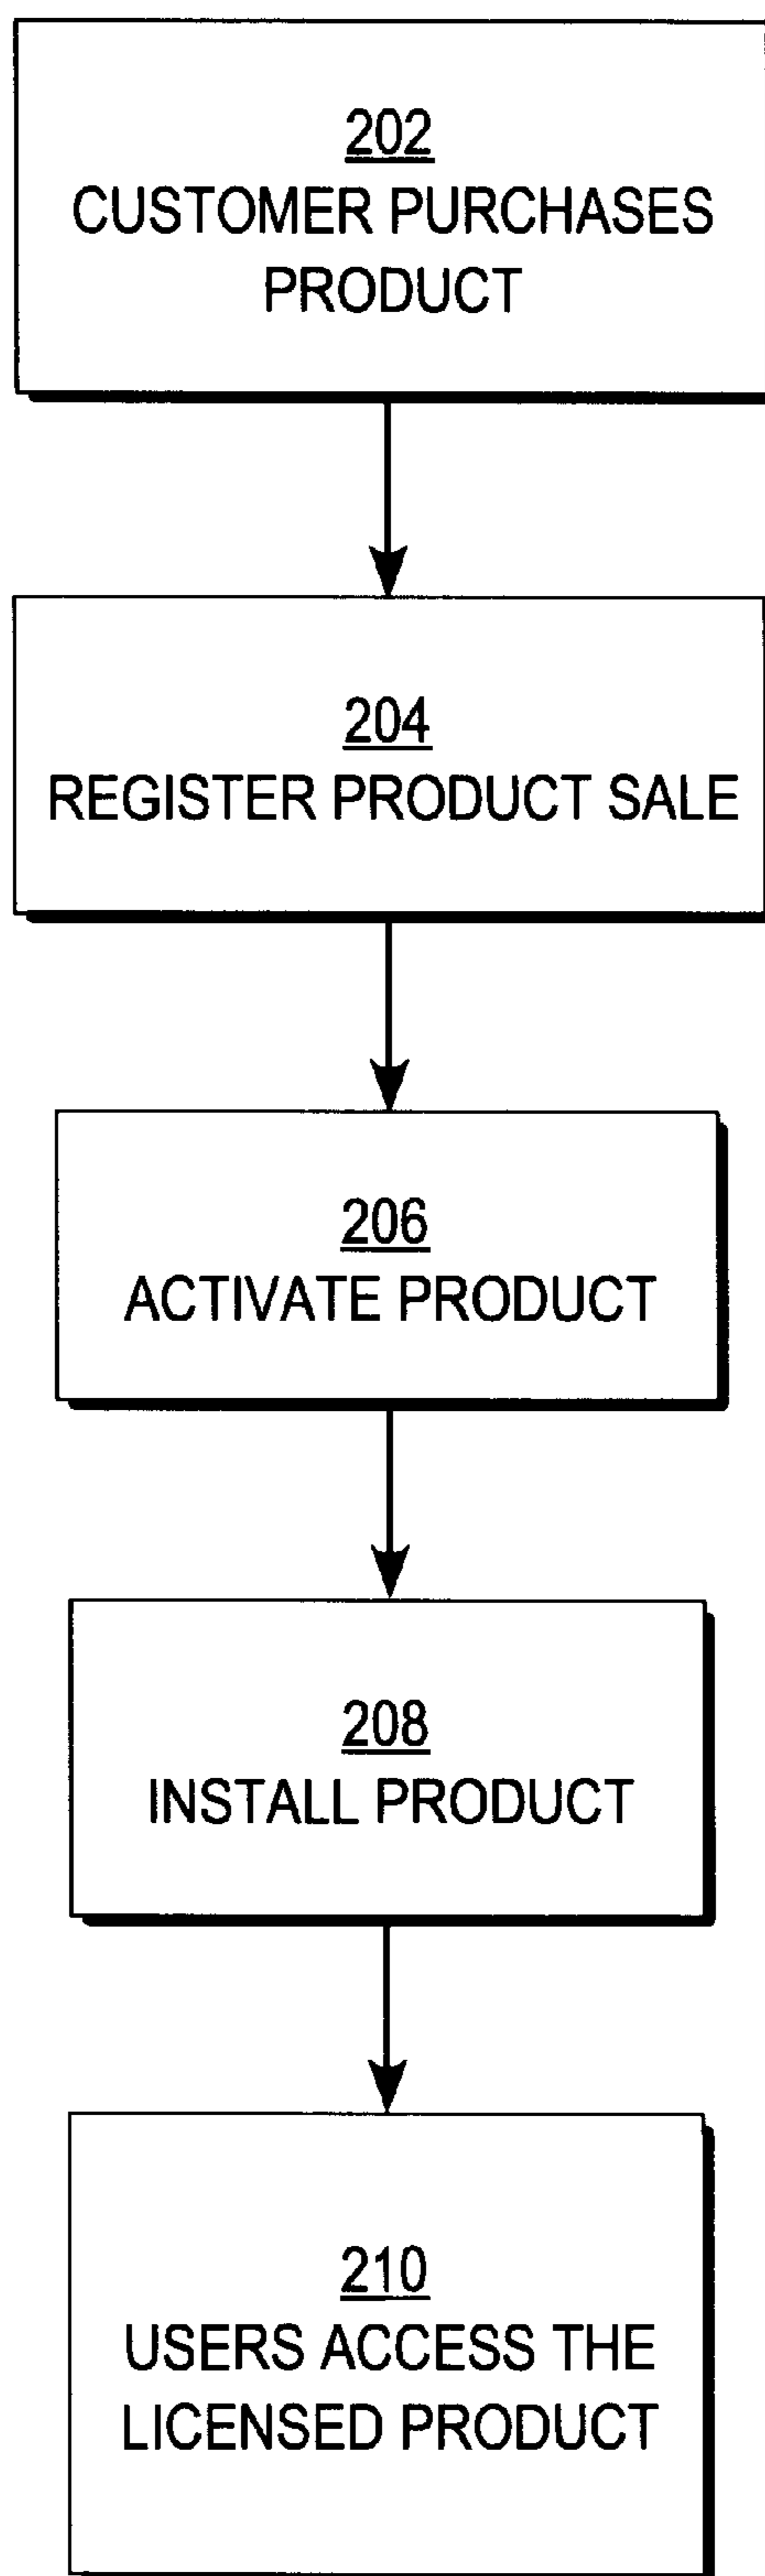 202
CUSTOMER PURCHASES
PRODUCT
204
REGISTER PRODUCT SALE
206
ACTIVATE PRODUCT
208
INSTALL PRODUCT
210
USERS ACCESS THE
LICENSED PRODUCT